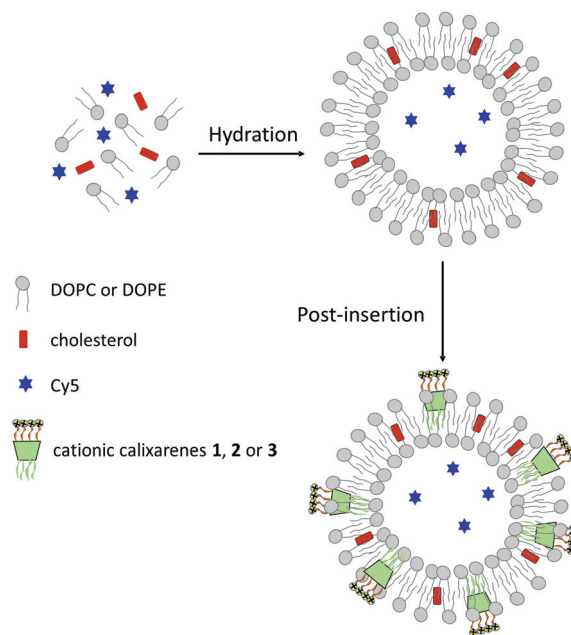 Hydration
DOPC or DOPE
Post-insertion
cholesterol
Cy5
cationic calixarenes 1, 2 or 3